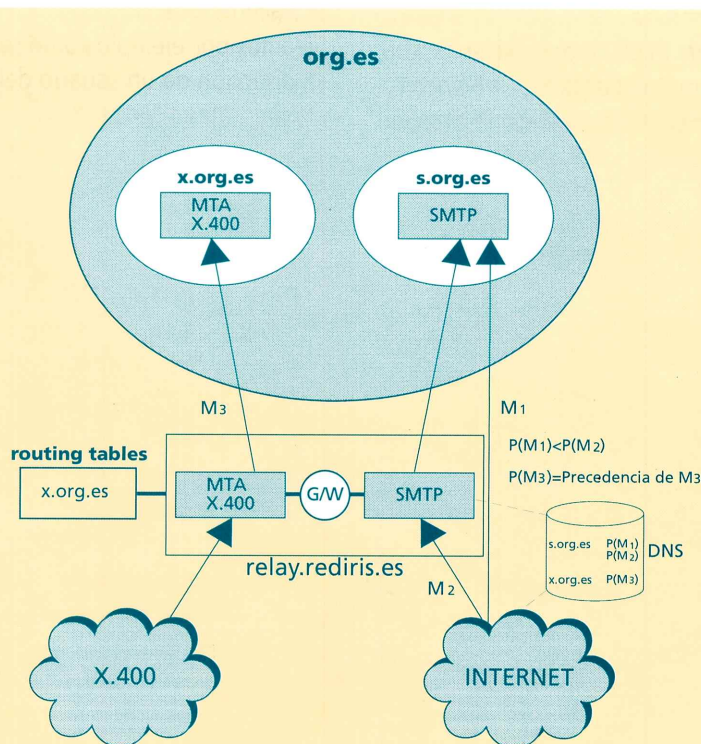 org.es
x.org.es
s.org.es
MTA
X.400
SMTP
M3
M1
P(M1)<P(M2)
P(M3)=Precedencia de M3
routing tables
x.org.es
MTA
X.400
G/W
SMTP
relay.rediris.es
M2
s.org.es P(M1)
P(M2)
x.org.es P(M3)
DNS
X.400
INTERNET